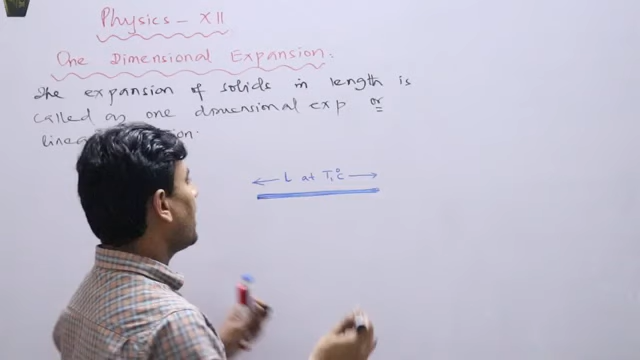 Physics - XII
One Dimensional Expansion.
The expansion of solids in length is
called as one dimensional exp or
L at T₁°C